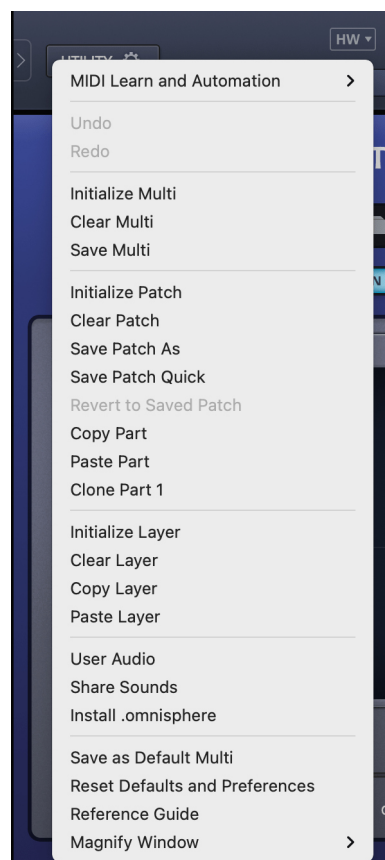 HW
UTILITY
MIDI Learn and Automation
Undo
Redo
Initialize Multi
Clear Multi
Save Multi
Initialize Patch
Clear Patch
Save Patch As
Save Patch Quick
Revert to Saved Patch
Copy Part
Paste Part
Clone Part 1
Initialize Layer
Clear Layer
Copy Layer
Paste Layer
User Audio
Share Sounds
Install .omnisphere
Save as Default Multi
Reset Defaults and Preferences
Reference Guide
Magnify Window